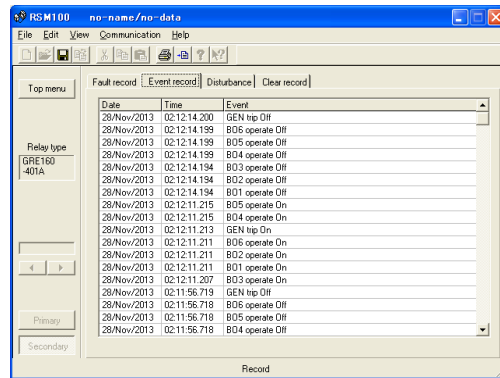 RSM100 no-name/no-data
File Edit View Communication Help
Top menu
Fault record Event record Disturbance Clear record
Relay type
GRE160
-401A
Date Time Event
28/Nov/2013 02:12:14.200 GEN trip Off
28/Nov/2013 02:12:14.199 BO6 operate Off
28/Nov/2013 02:12:14.199 BO5 operate Off
28/Nov/2013 02:12:14.199 BO4 operate Off
28/Nov/2013 02:12:14.194 BO3 operate Off
28/Nov/2013 02:12:14.194 BO2 operate Off
28/Nov/2013 02:12:14.194 BO1 operate Off
28/Nov/2013 02:12:11.215 BO5 operate On
28/Nov/2013 02:12:11.215 BO4 operate On
28/Nov/2013 02:12:11.213 GEN trip On
28/Nov/2013 02:12:11.211 BO6 operate On
28/Nov/2013 02:12:11.211 BO2 operate On
28/Nov/2013 02:12:11.211 BO1 operate On
28/Nov/2013 02:12:11.207 BO3 operate On
28/Nov/2013 02:11:56.719 GEN trip Off
28/Nov/2013 02:11:56.718 BO6 operate Off
28/Nov/2013 02:11:56.718 BO5 operate Off
28/Nov/2013 02:11:56.718 BO4 operate Off
Primary
Secondary
Record